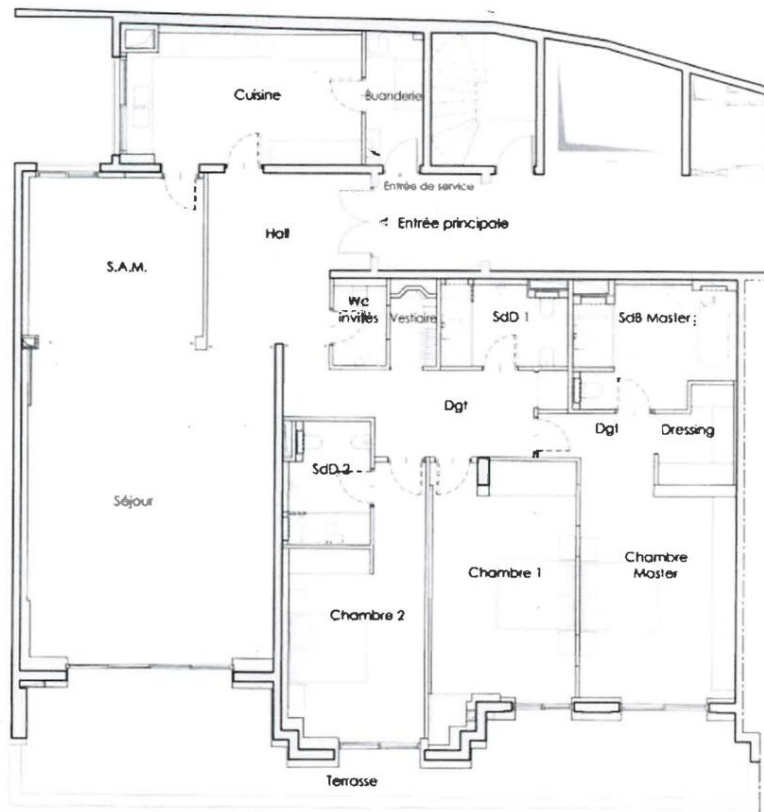 Cuisine
Buanderie
Entrée de service
Entrée principale
Hall
S.A.M.
Wc
invités
Vestiaire
SdD 1
SdB Master
Dgt
Dgt
Dressing
SdD 2
Séjour
Chambre 1
Chambre
Master
Chambre 2
Terrasse